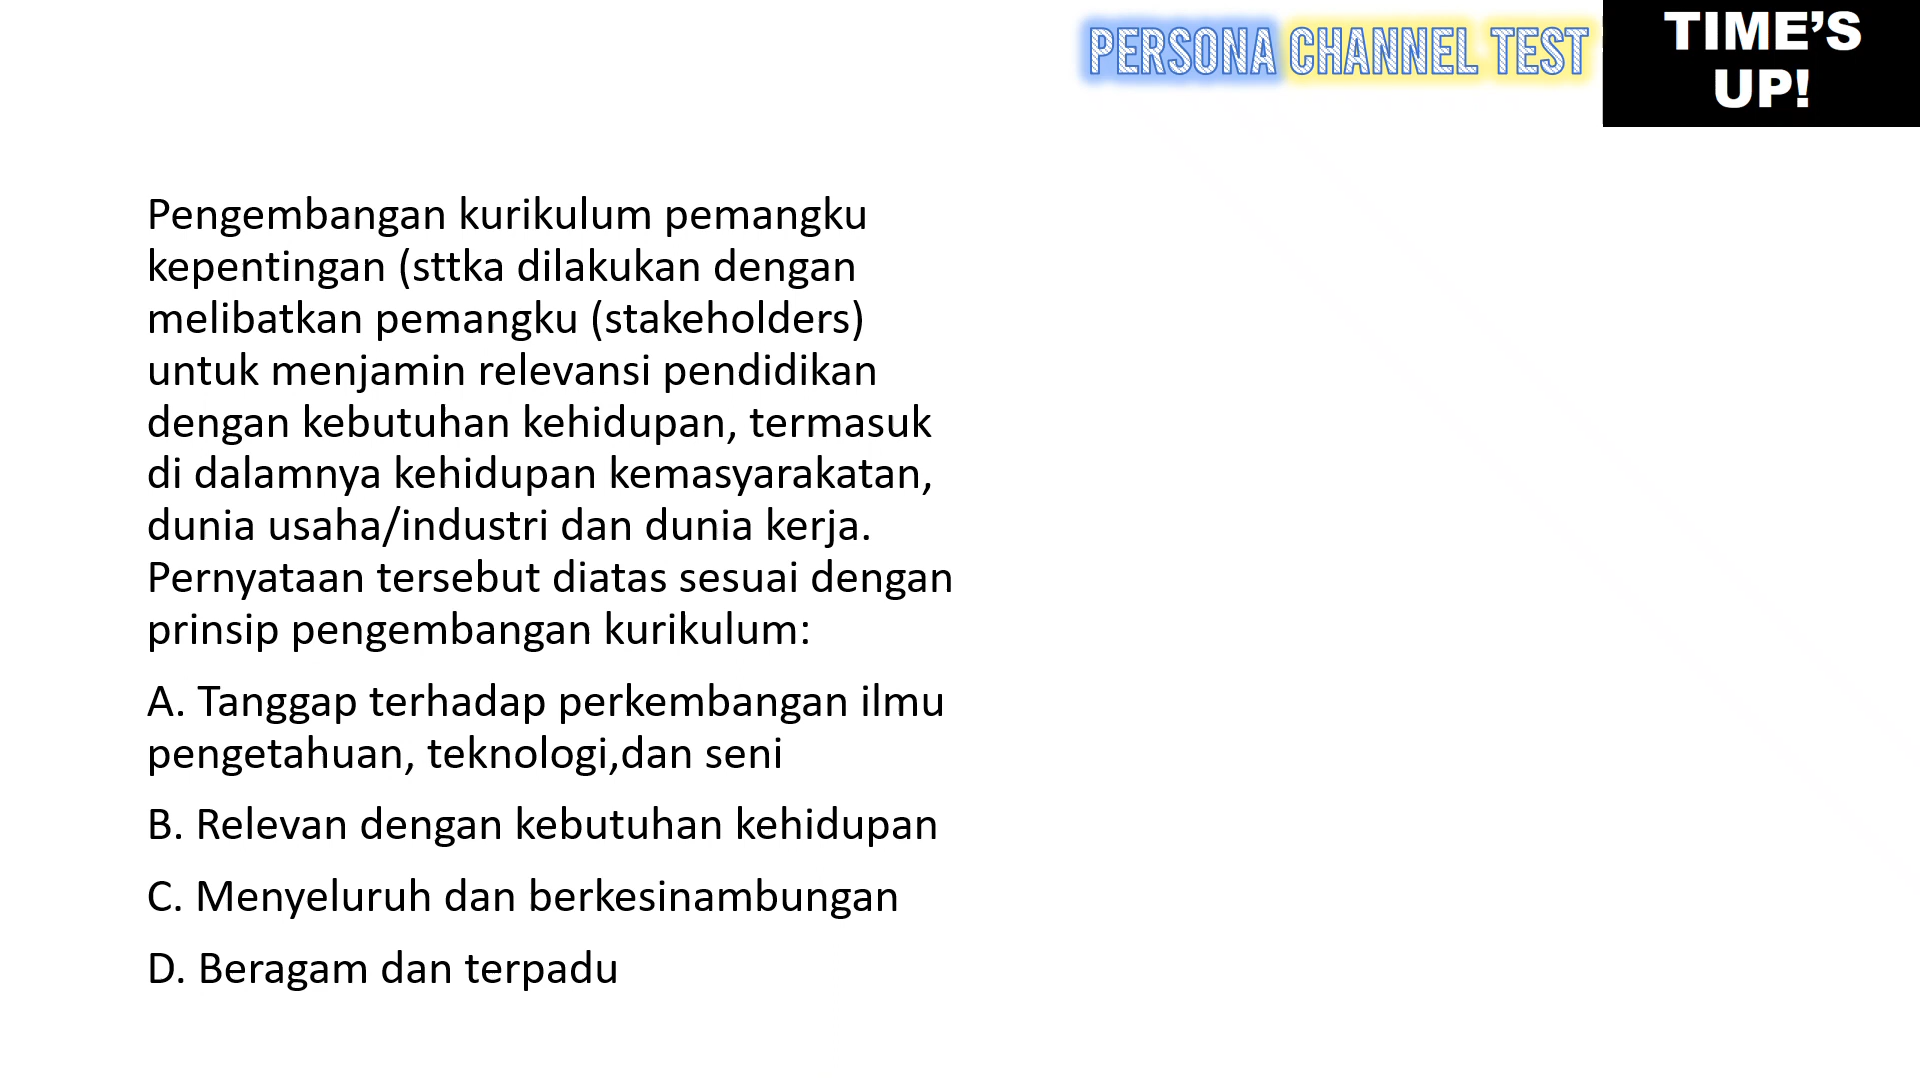 PERSONA CHANNEL TEST
TIME’S
UP!
Pengembangan kurikulum pemangku
kepentingan (sttka dilakukan dengan
melibatkan pemangku (stakeholders)
untuk menjamin relevansi pendidikan
dengan kebutuhan kehidupan, termasuk
di dalamnya kehidupan kemasyarakatan,
dunia usaha/industri dan dunia kerja.
Pernyataan tersebut diatas sesuai dengan
prinsip pengembangan kurikulum:
A. Tanggap terhadap perkembangan ilmu
pengetahuan, teknologi,dan seni
B. Relevan dengan kebutuhan kehidupan
C. Menyeluruh dan berkesinambungan
D. Beragam dan terpadu